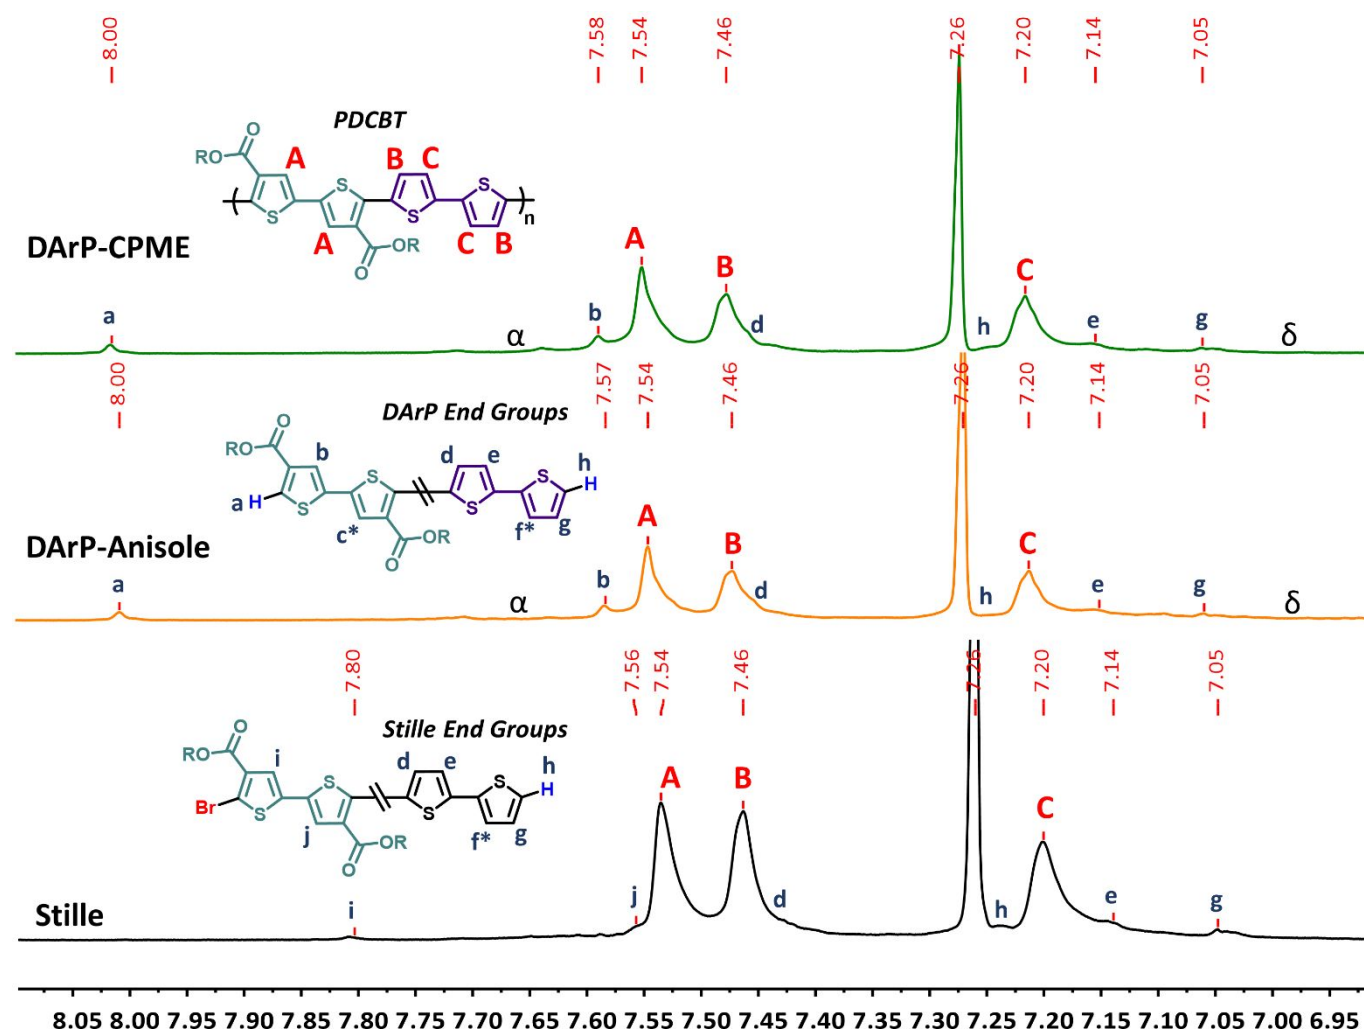 8.00 7.58 7.54 7.46 7.26 7.20 7.14 7.05
PDCBT
O
RO
A
B C
S
S
S
S
n
A
C B
OR
O
DArP-CPME
a
α
b
A
B
d
h
C
e
g
δ
8.00 7.57 7.54 7.46 7.26 7.20 7.14 7.05
DArP End Groups
O
RO
b
d e
h
S
S
H
a H
S
S
c*
f* g
OR
O
DArP-Anisole
a
α
b
A
B
d
h
C
e
g
δ
7.80 7.56 7.54 7.46 7.26 7.20 7.14 7.05
Stille End Groups
O
RO
i
d e
h
S
S
H
Br
S
S
j
f* g
OR
O
Stille
i
j
A
B
d
h
C
e
g
8.05 8.00 7.95 7.90 7.85 7.80 7.75 7.70 7.65 7.60 7.55 7.50 7.45 7.40 7.35 7.30 7.25 7.20 7.15 7.10 7.05 7.00 6.95